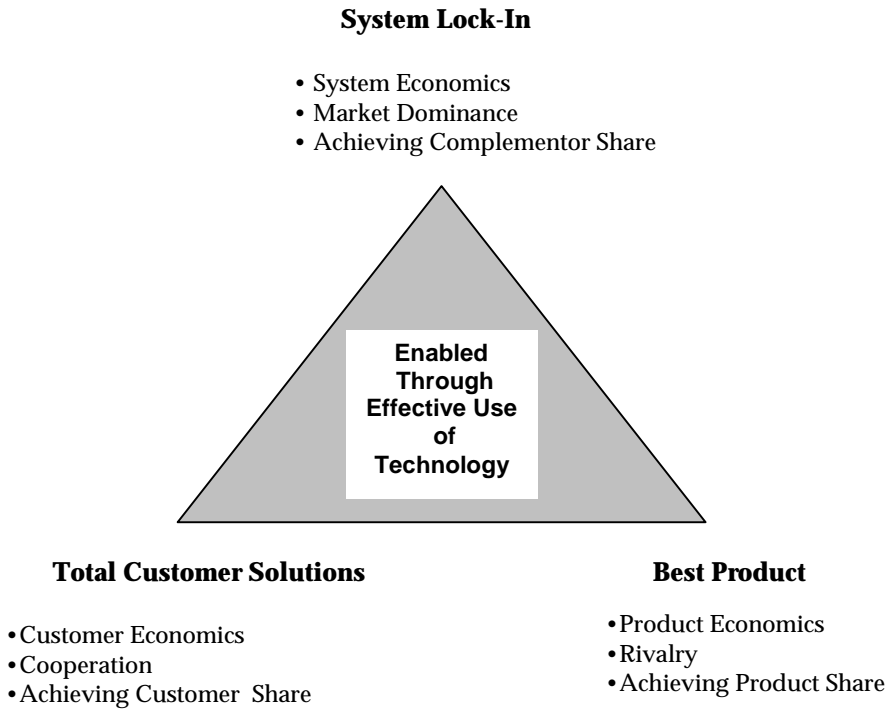 System Lock-In
• System Economics
• Market Dominance
• Achieving Complementor Share
Enabled
Through
Effective Use
of
Technology
Total Customer Solutions
•Customer Economics
•Cooperation
•Achieving Customer Share
Best Product
•Product Economics
•Rivalry
•Achieving Product Share